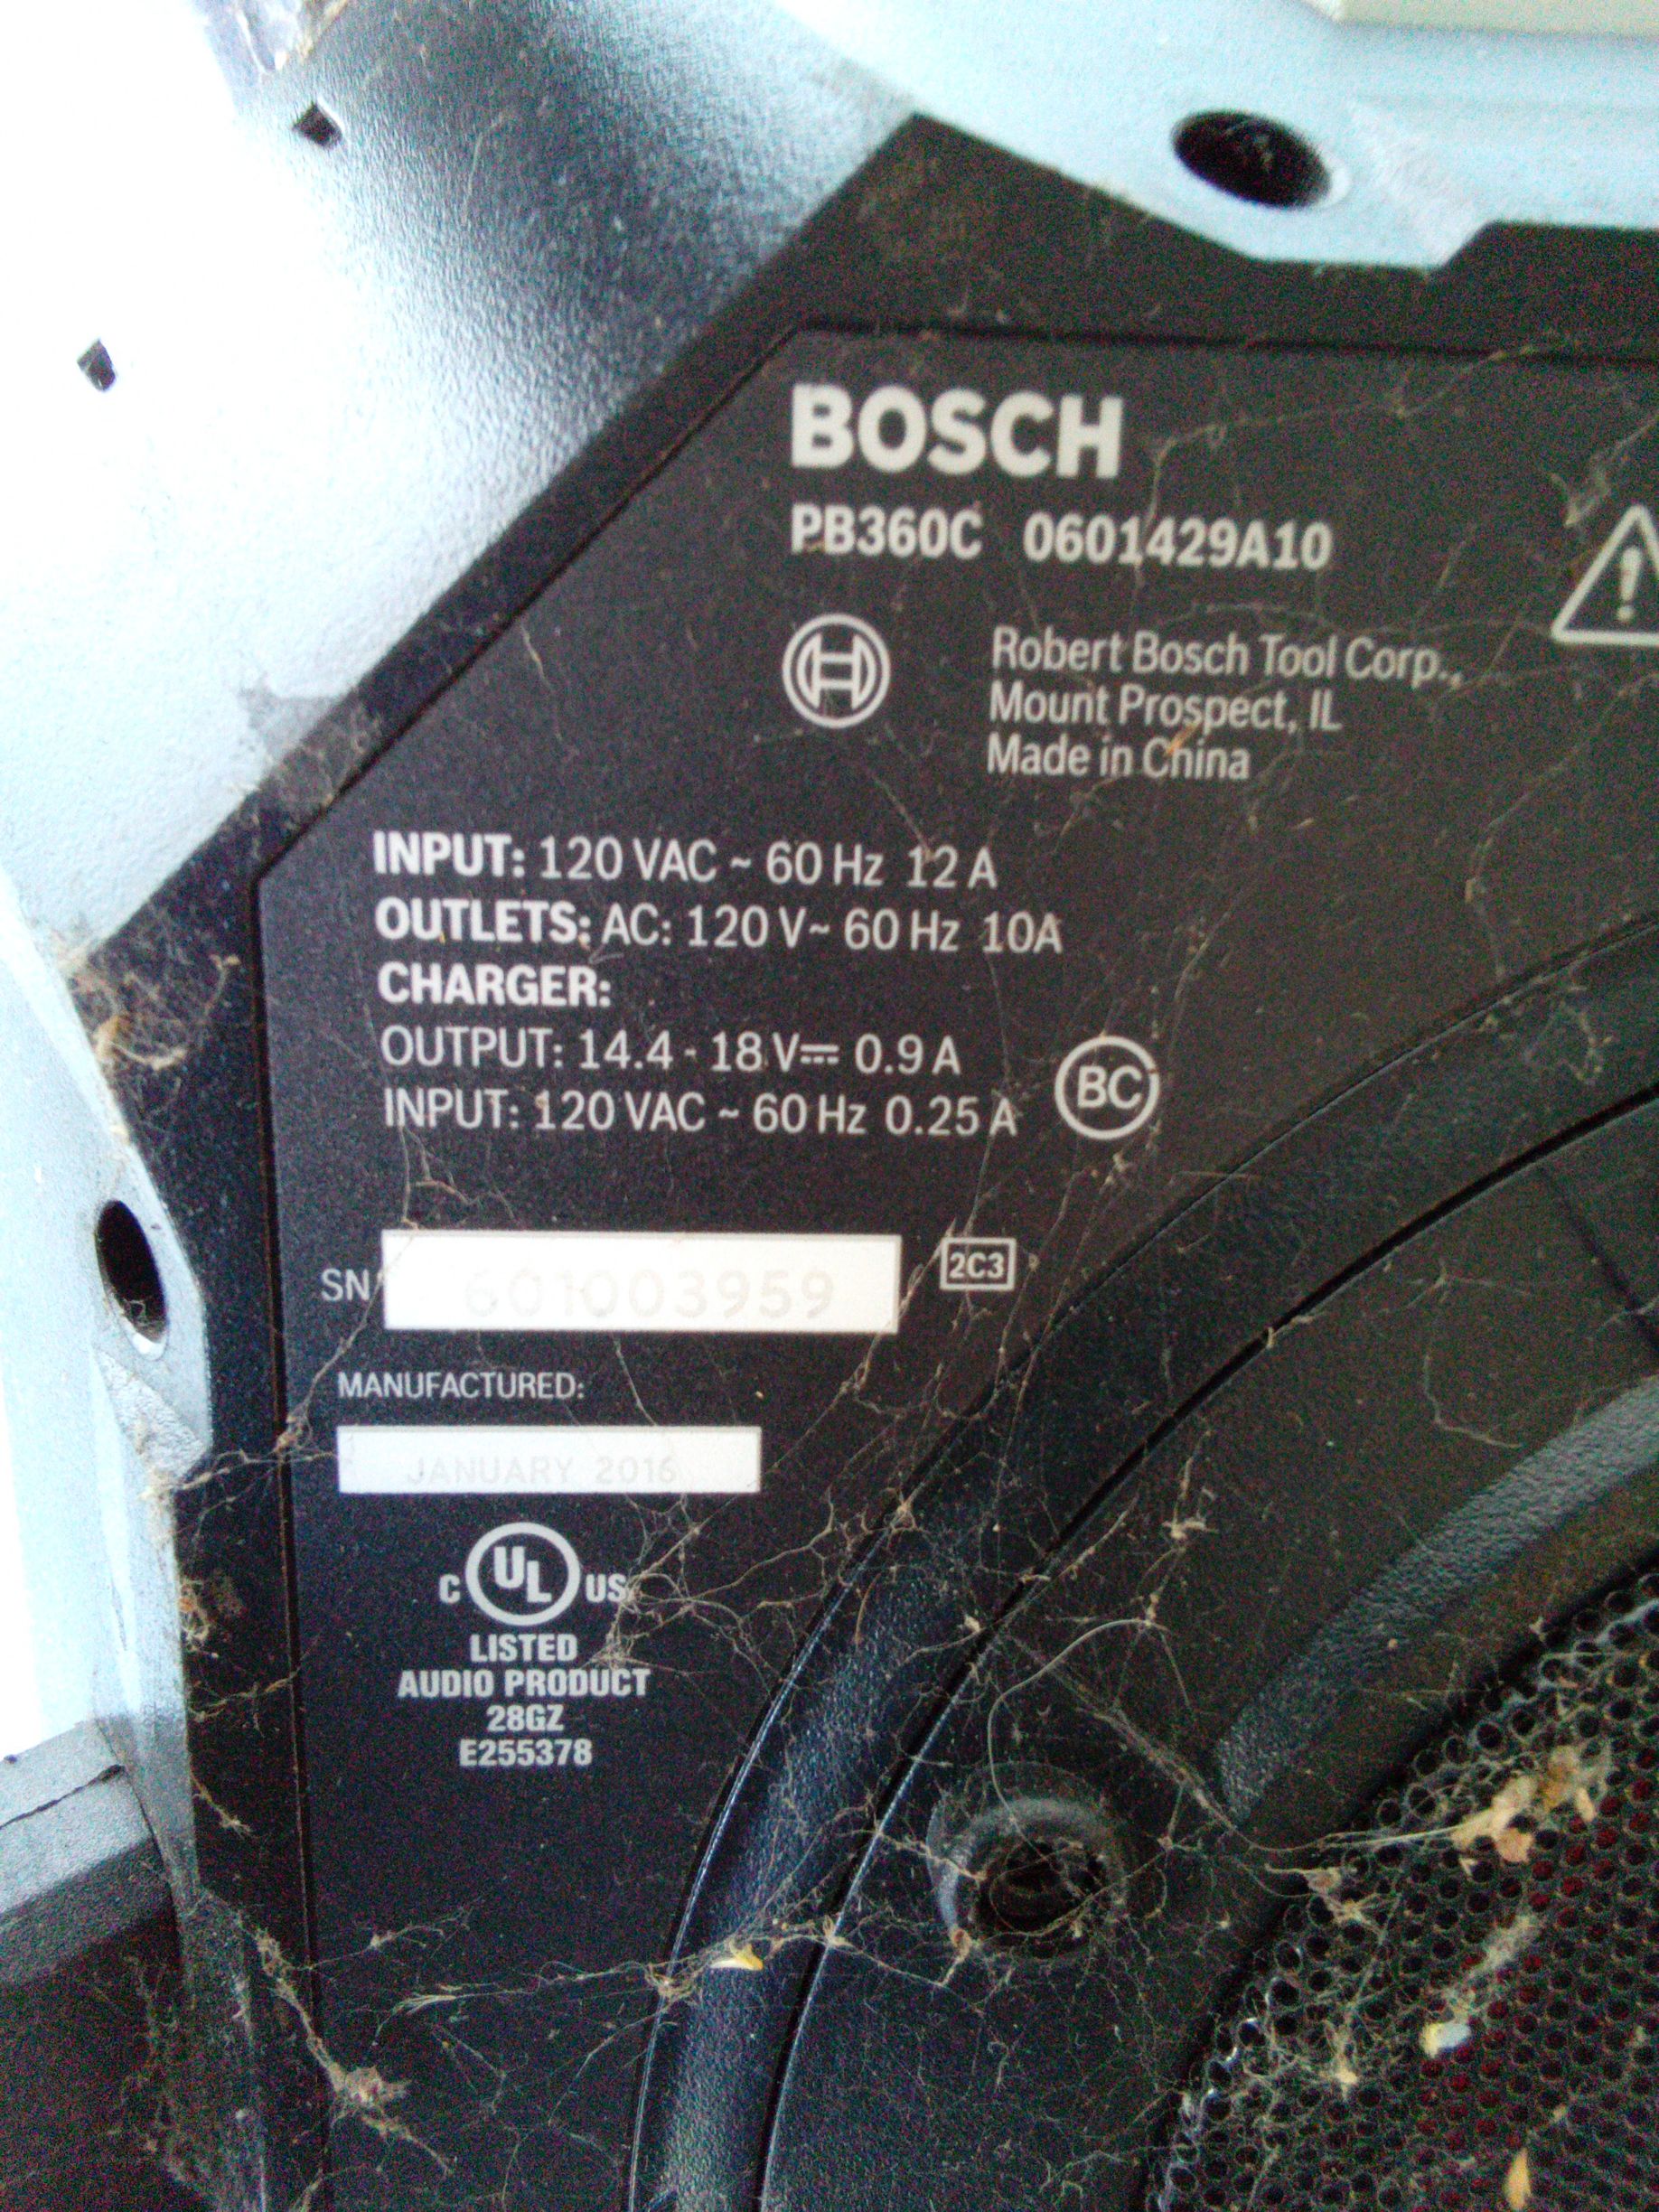 BOSCH
PB360C 0601429A10
Robert Bosch Tool Corp.,
Mount Prospect, IL
Made in China
INPUT: 120 VAC ~ 60 Hz 12 A
OUTLETS: AC: 120 V~ 60 Hz 10A
CHARGER:
OUTPUT: 14.4 - 18 V⎓ 0.9 A
INPUT: 120 VAC ~ 60 Hz 0.25 A
BC
SN 601003959
2C3
MANUFACTURED:
JANUARY 2016
C UL US
LISTED
AUDIO PRODUCT
28GZ
E255378